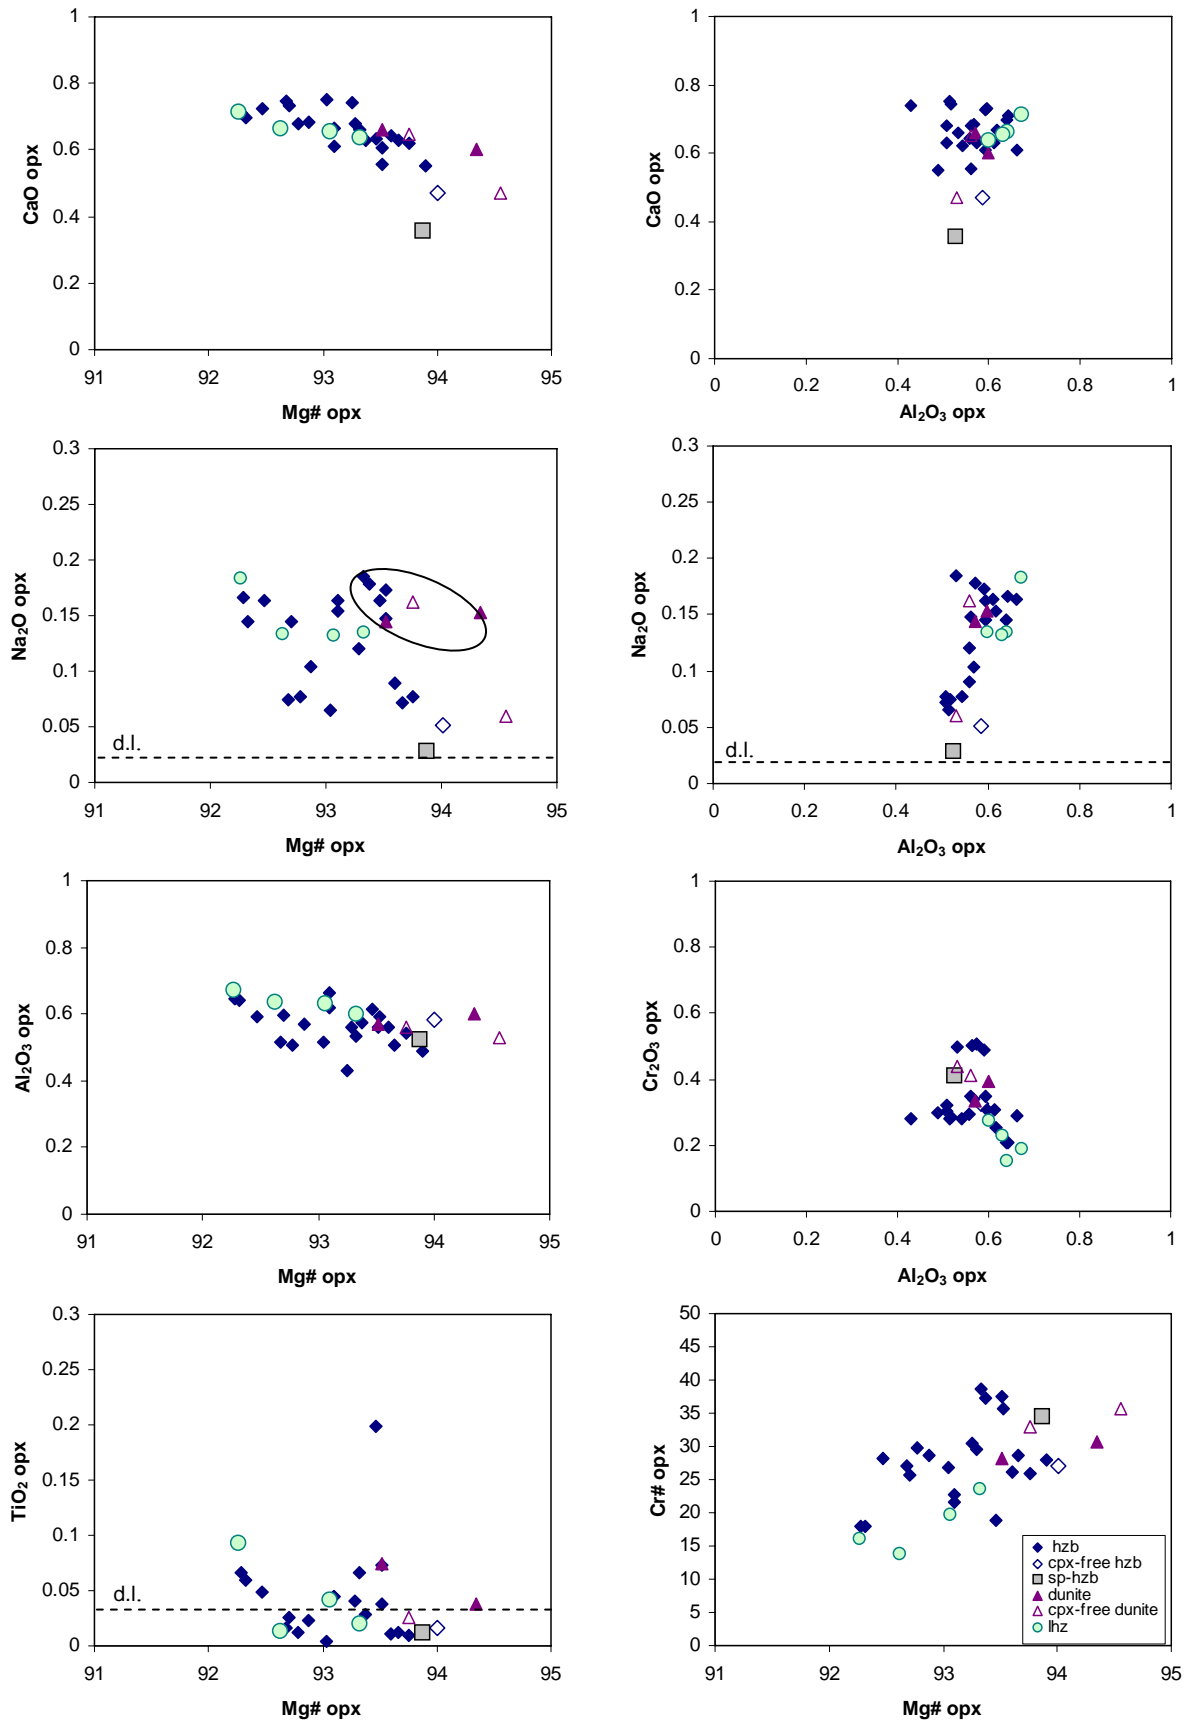 1
0.8
0.6
0.4
0.2
0
CaO opx
91 92 93 94 95
Mg# opx
1
0.8
0.6
0.4
0.2
0
CaO opx
0 0.2 0.4 0.6 0.8 1
Al₂O₃ opx
0.3
0.25
0.2
0.15
0.1
0.05
0
Na₂O opx
d.l.
91 92 93 94 95
Mg# opx
0.3
0.25
0.2
0.15
0.1
0.05
0
Na₂O opx
d.l.
0 0.2 0.4 0.6 0.8 1
Al₂O₃ opx
1
0.8
0.6
0.4
0.2
0
Al₂O₃ opx
91 92 93 94 95
Mg# opx
1
0.8
0.6
0.4
0.2
0
Cr₂O₃ opx
0 0.2 0.4 0.6 0.8 1
Al₂O₃ opx
0.3
0.25
0.2
0.15
0.1
0.05
0
TiO₂ opx
d.l.
91 92 93 94 95
Mg# opx
50
45
40
35
30
25
20
15
10
5
0
Cr# opx
hzb
cpx-free hzb
sp-hzb
dunite
cpx-free dunite
lhz
91 92 93 94 95
Mg# opx